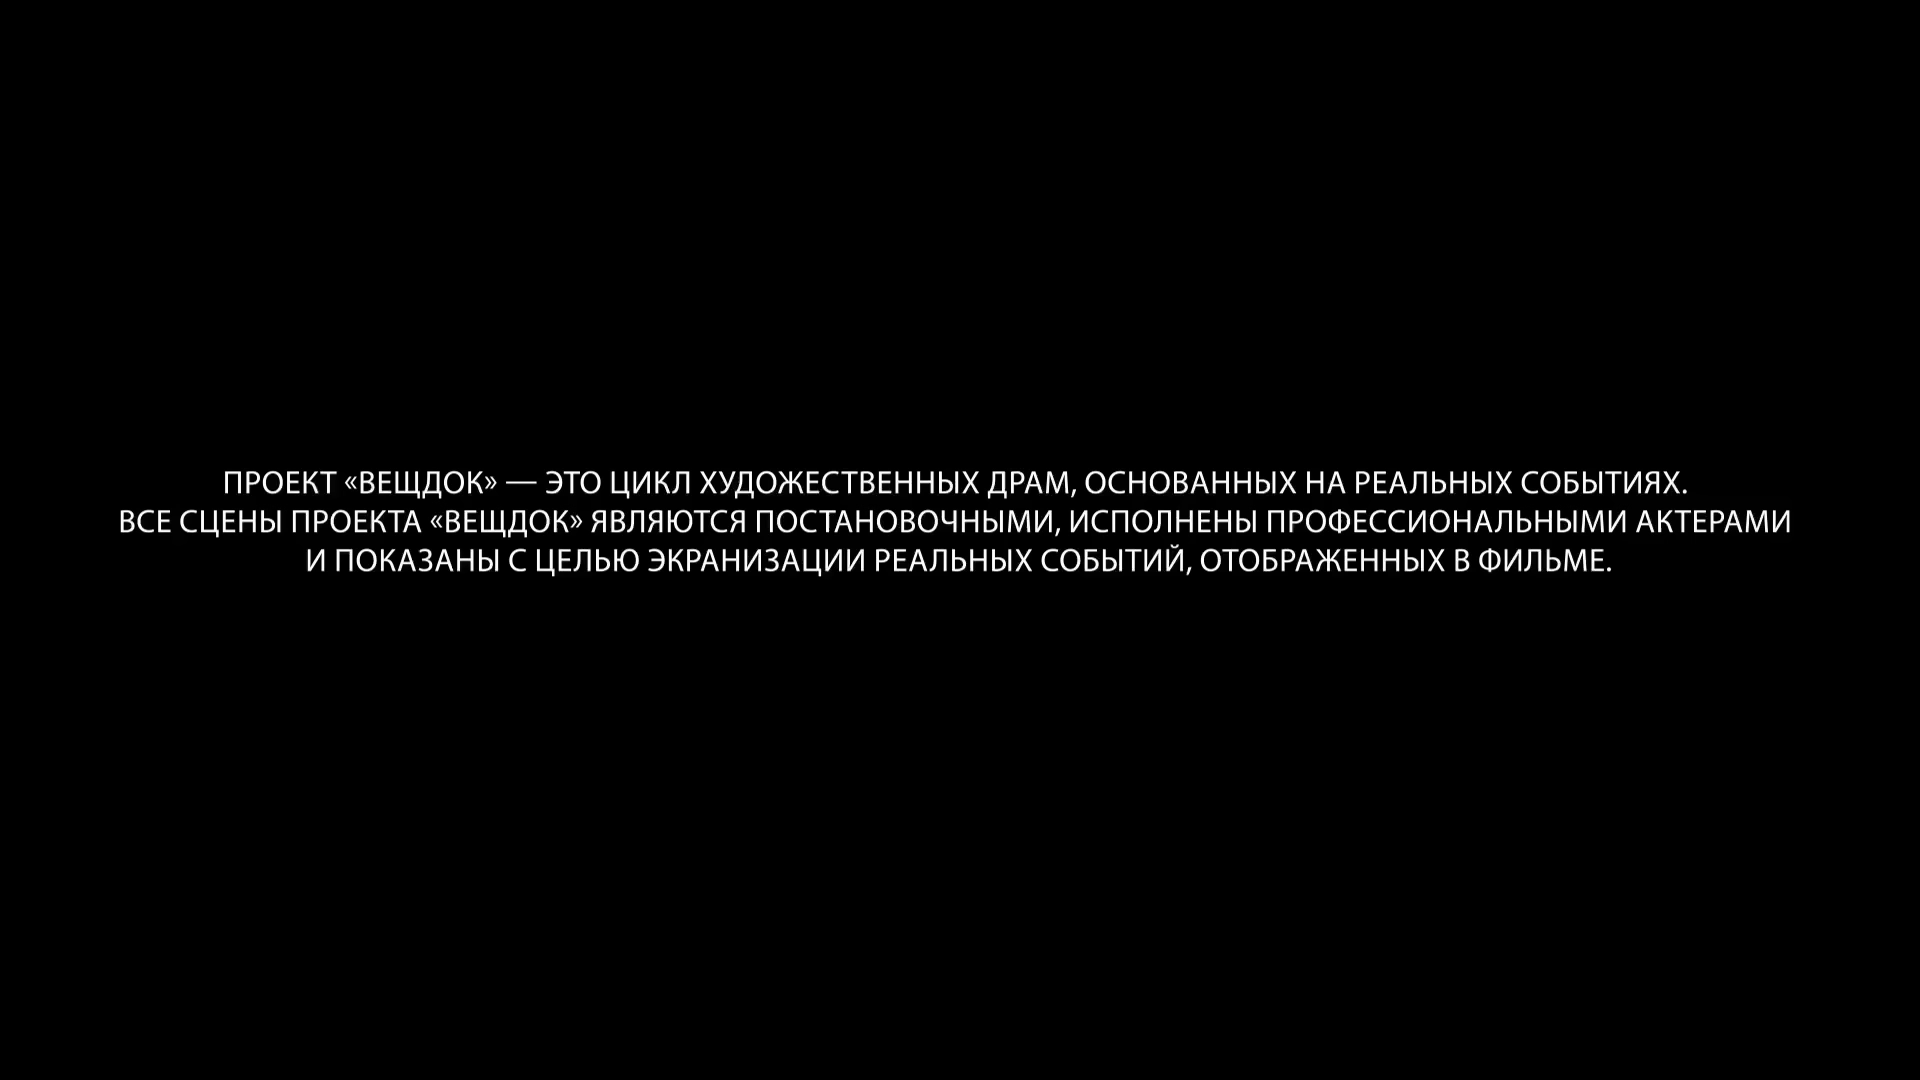 ПРОЕКТ «ВЕЩДОК» — ЭТО ЦИКЛ ХУДОЖЕСТВЕННЫХ ДРАМ, ОСНОВАННЫХ НА РЕАЛЬНЫХ СОБЫТИЯХ.
ВСЕ СЦЕНЫ ПРОЕКТА «ВЕЩДОК» ЯВЛЯЮТСЯ ПОСТАНОВОЧНЫМИ, ИСПОЛНЕНЫ ПРОФЕССИОНАЛЬНЫМИ АКТЕРАМИ
И ПОКАЗАНЫ С ЦЕЛЬЮ ЭКРАНИЗАЦИИ РЕАЛЬНЫХ СОБЫТИЙ, ОТОБРАЖЕННЫХ В ФИЛЬМЕ.